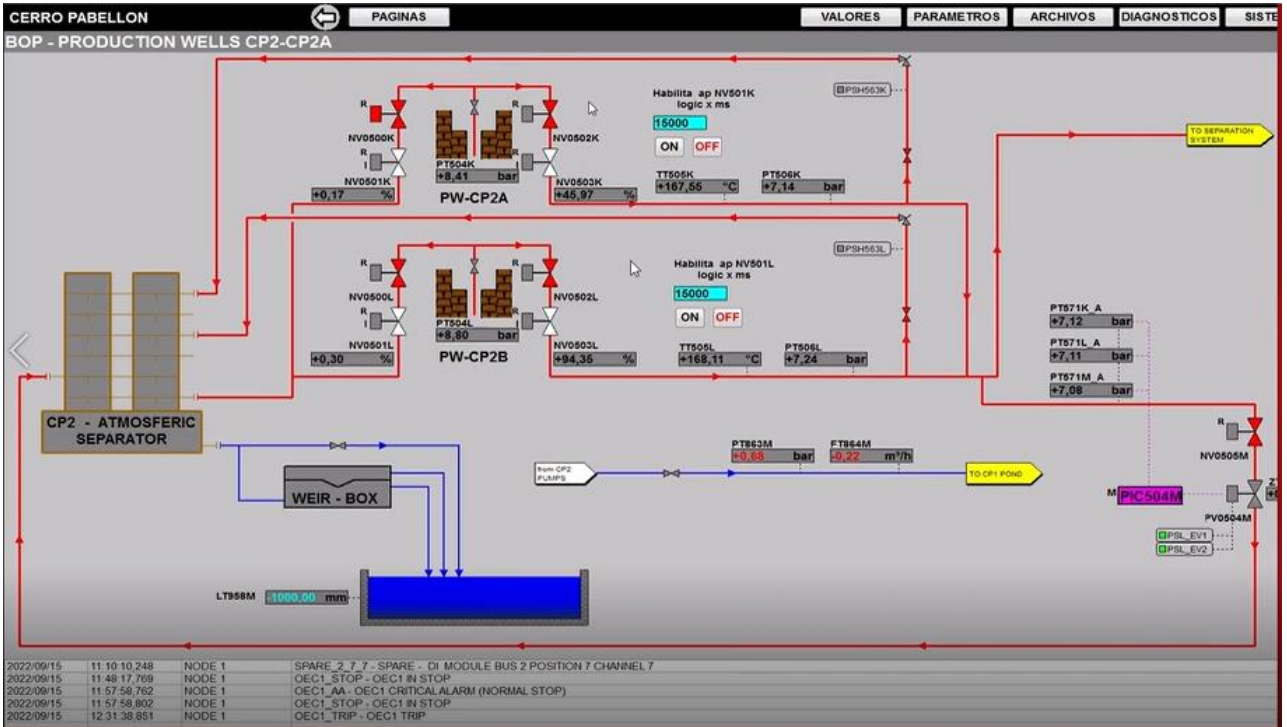 CERRO PABELLON
PAGINAS
VALORES
PARAMETROS
ARCHIVOS
DIAGNOSTICOS
SISTE
BOP - PRODUCTION WELLS CP2-CP2A
R
NV0500K
R
I
NV0501K
+0,17 %
PT504K
+8,41 bar
PW-CP2A
R
NV0502K
R
I
NV0503K
+45,97 %
Habilita ap NV501K
logic x ms
15000
ON
OFF
TT505K
+167,55 °C
PT506K
+7,14 bar
PSH563K
TO SEPARATION
SYSTEM
R
NV0500L
R
I
NV0501L
+0,30 %
PT504L
+8,80 bar
PW-CP2B
R
NV0502L
R
I
NV0503L
+94,35 %
Habilita ap NV501L
logic x ms
15000
ON
OFF
TT505L
+168,11 °C
PT506L
+7,24 bar
PSH563L
PT571K_A
+7,12 bar
PT571L_A
+7,11 bar
PT571M_A
+7,08 bar
CP2 - ATMOSFERIC
SEPARATOR
WEIR - BOX
from CP2
PUMPS
PT863M
+0,68 bar
FT864M
-0,22 m³/h
TO CP1 POND
R
NV0505M
M
PIC504M
PV0504M
PSL_EV1
PSL_EV2
LT958M
-1000,00 mm
2022/09/15 11:10:10,248 NODE 1 SPARE_2_7_7 - SPARE - DI MODULE BUS 2 POSITION 7 CHANNEL 7
2022/09/15 11:48:17,769 NODE 1 OEC1_STOP - OEC1 IN STOP
2022/09/15 11:57:58,762 NODE 1 OEC1_AA - OEC1 CRITICAL ALARM (NORMAL STOP)
2022/09/15 11:57:58,802 NODE 1 OEC1_STOP - OEC1 IN STOP
2022/09/15 12:31:38,851 NODE 1 OEC1_TRIP - OEC1 TRIP